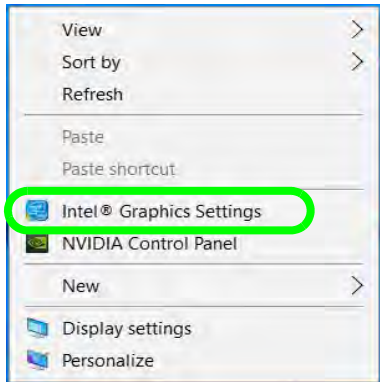 View
Sort by
Refresh
Paste
Paste shortcut
Intel® Graphics Settings
NVIDIA Control Panel
New
Display settings
Personalize